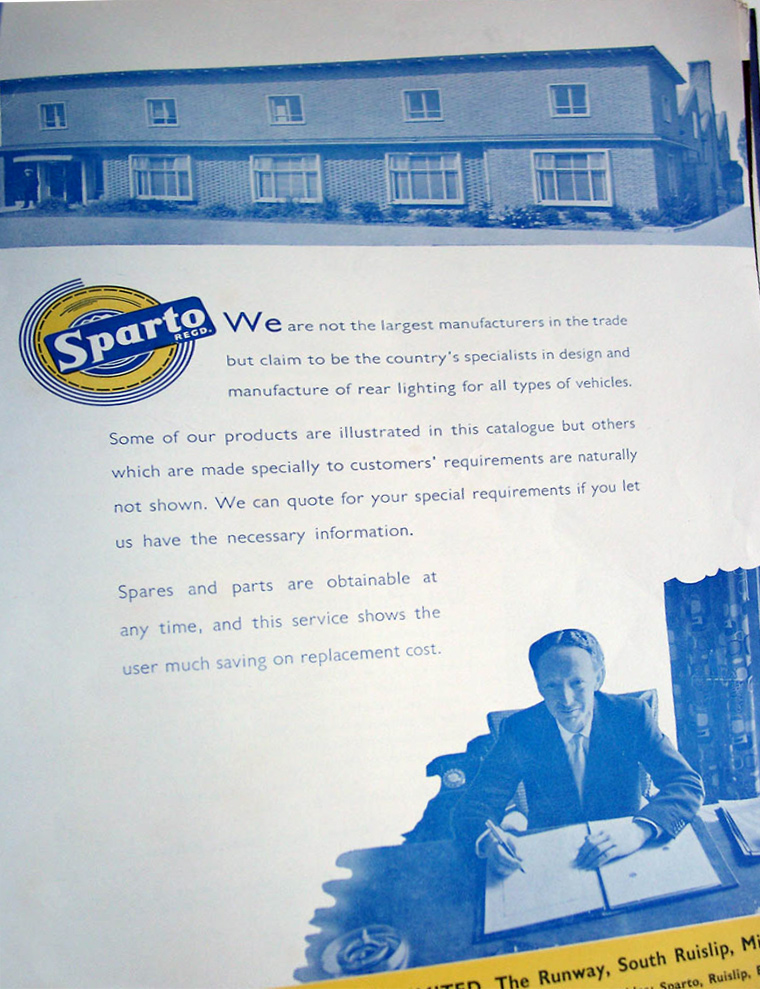 Sparto
REGD.
We are not the largest manufacturers in the trade
but claim to be the country's specialists in design and
manufacture of rear lighting for all types of vehicles.
Some of our products are illustrated in this catalogue but others
which are made specially to customers' requirements are naturally
not shown. We can quote for your special requirements if you let
us have the necessary information.
Spares and parts are obtainable at
any time, and this service shows the
user much saving on replacement cost.
The Runway, South Ruislip,
Sparto, Ruislip,